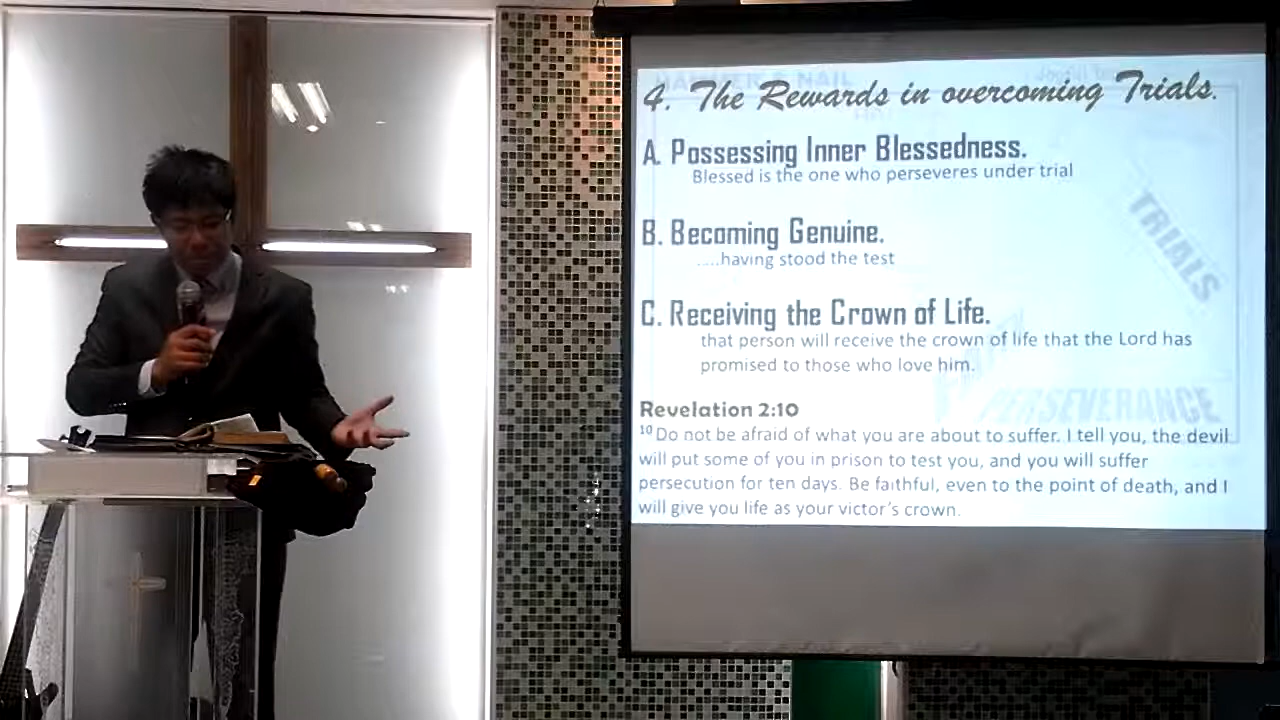 4. The Rewards in overcoming Trials.
A. Possessing Inner Blessedness.
Blessed is the one who perseveres under trial
B. Becoming Genuine.
....having stood the test
C. Receiving the Crown of Life.
that person will receive the crown of life that the Lord has
promised to those who love him.
Revelation 2:10
10 Do not be afraid of what you are about to suffer. I tell you, the devil
will put some of you in prison to test you, and you will suffer
persecution for ten days. Be faithful, even to the point of death, and I
will give you life as your victor's crown.
HAMMER & NAIL
TRIALS
PERSEVERANCE